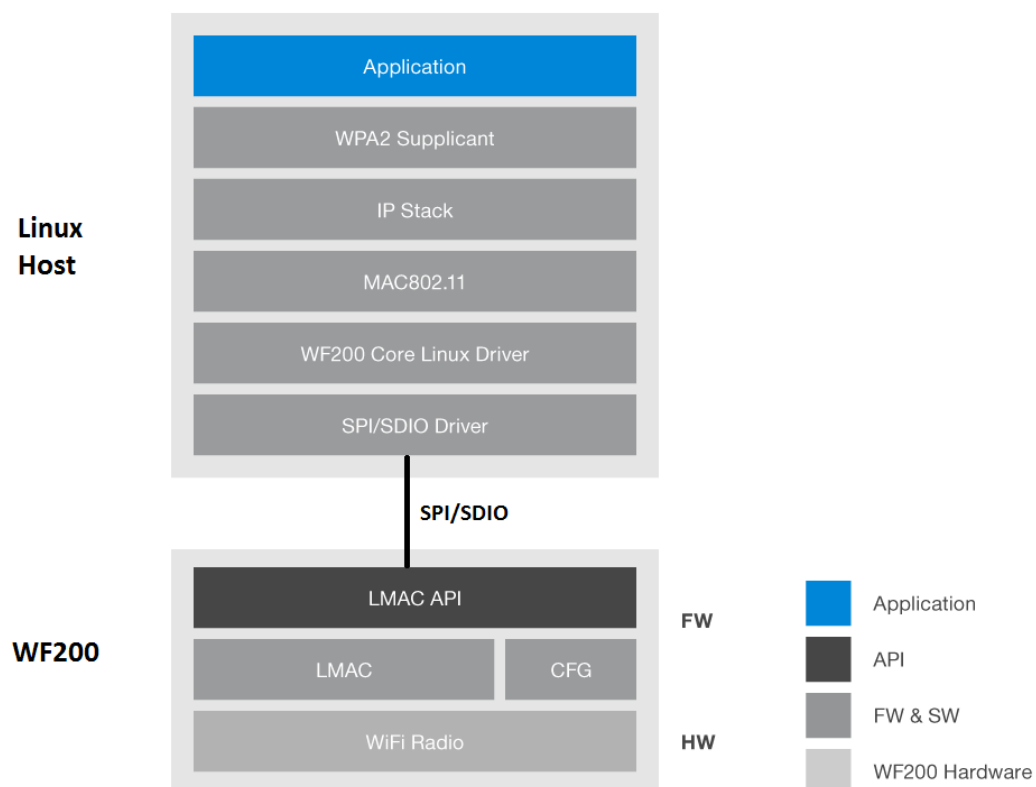 Application
WPA2 Supplicant
IP Stack
Linux
Host
MAC802.11
WF200 Core Linux Driver
SPI/SDIO Driver
SPI/SDIO
LMAC API
FW
WF200
LMAC
CFG
WiFi Radio
HW
Application
API
FW & SW
WF200 Hardware